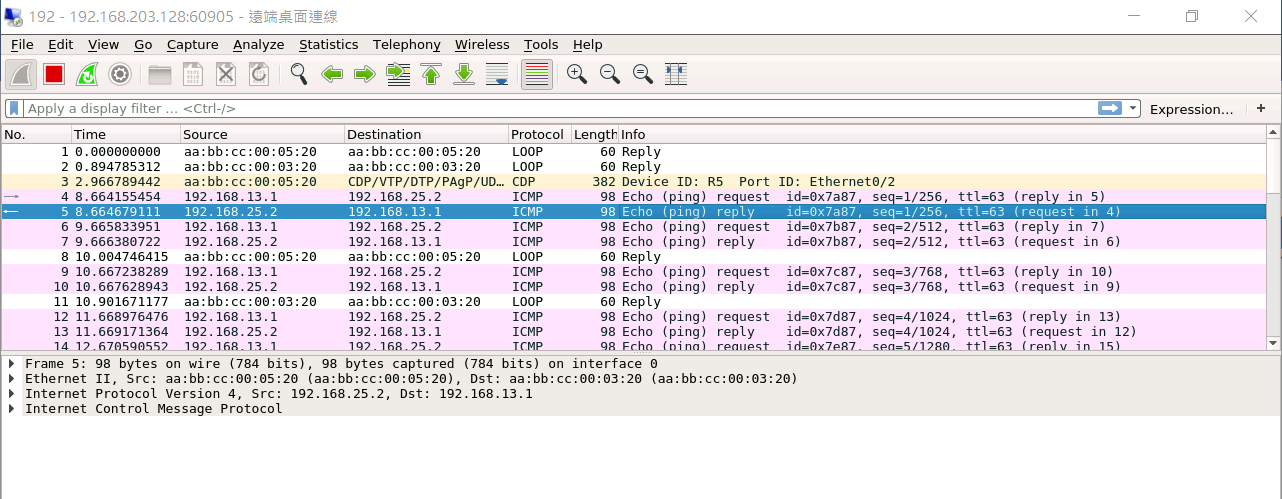 192 - 192.168.203.128:60905 - 遠端桌面連線
File Edit View Go Capture Analyze Statistics Telephony Wireless Tools Help
Apply a display filter ... <Ctrl-/> Expression... +
No. Time Source Destination Protocol Length Info
1 0.000000000 aa:bb:cc:00:05:20 aa:bb:cc:00:05:20 LOOP 60 Reply
2 0.894785312 aa:bb:cc:00:03:20 aa:bb:cc:00:03:20 LOOP 60 Reply
3 2.966789442 aa:bb:cc:00:05:20 CDP/VTP/DTP/PAgP/UD… CDP 382 Device ID: R5 Port ID: Ethernet0/2
4 8.664155454 192.168.13.1 192.168.25.2 ICMP 98 Echo (ping) request id=0x7a87, seq=1/256, ttl=63 (reply in 5)
5 8.664679111 192.168.25.2 192.168.13.1 ICMP 98 Echo (ping) reply id=0x7a87, seq=1/256, ttl=63 (request in 4)
6 9.665833951 192.168.13.1 192.168.25.2 ICMP 98 Echo (ping) request id=0x7b87, seq=2/512, ttl=63 (reply in 7)
7 9.666380722 192.168.25.2 192.168.13.1 ICMP 98 Echo (ping) reply id=0x7b87, seq=2/512, ttl=63 (request in 6)
8 10.004746415 aa:bb:cc:00:05:20 aa:bb:cc:00:05:20 LOOP 60 Reply
9 10.667238289 192.168.13.1 192.168.25.2 ICMP 98 Echo (ping) request id=0x7c87, seq=3/768, ttl=63 (reply in 10)
10 10.667628943 192.168.25.2 192.168.13.1 ICMP 98 Echo (ping) reply id=0x7c87, seq=3/768, ttl=63 (request in 9)
11 10.901671177 aa:bb:cc:00:03:20 aa:bb:cc:00:03:20 LOOP 60 Reply
12 11.668976476 192.168.13.1 192.168.25.2 ICMP 98 Echo (ping) request id=0x7d87, seq=4/1024, ttl=63 (reply in 13)
13 11.669171364 192.168.25.2 192.168.13.1 ICMP 98 Echo (ping) reply id=0x7d87, seq=4/1024, ttl=63 (request in 12)
14 12.670590552 192.168.13.1 192.168.25.2 ICMP 98 Echo (ping) request id=0x7e87, seq=5/1280, ttl=63 (reply in 15)
Frame 5: 98 bytes on wire (784 bits), 98 bytes captured (784 bits) on interface 0
Ethernet II, Src: aa:bb:cc:00:05:20 (aa:bb:cc:00:05:20), Dst: aa:bb:cc:00:03:20 (aa:bb:cc:00:03:20)
Internet Protocol Version 4, Src: 192.168.25.2, Dst: 192.168.13.1
Internet Control Message Protocol